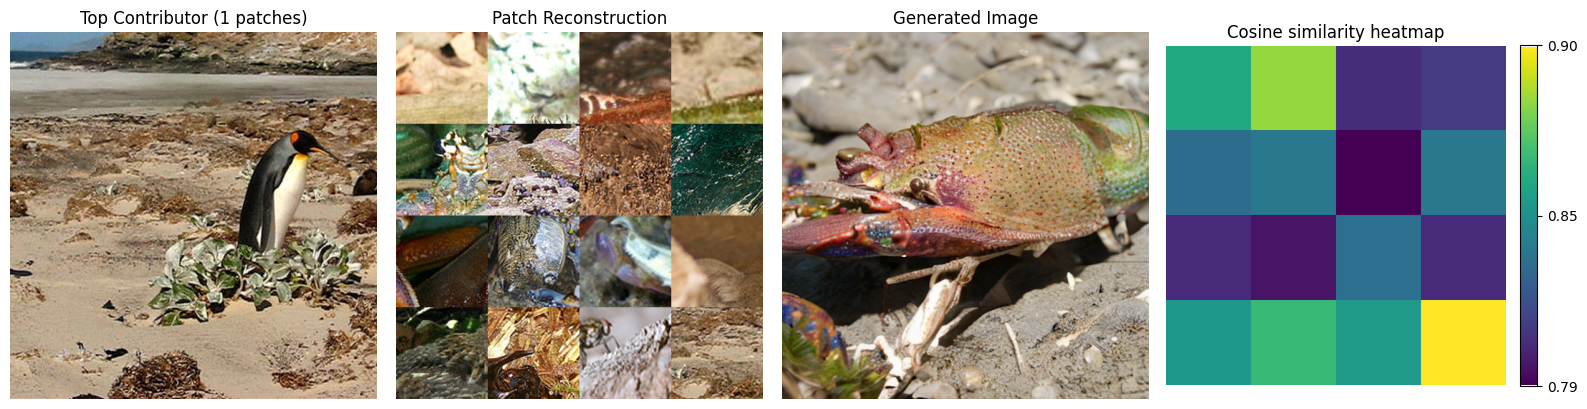 Top Contributor (1 patches)
Patch Reconstruction
Generated Image
Cosine similarity heatmap
0.90
0.85
0.79